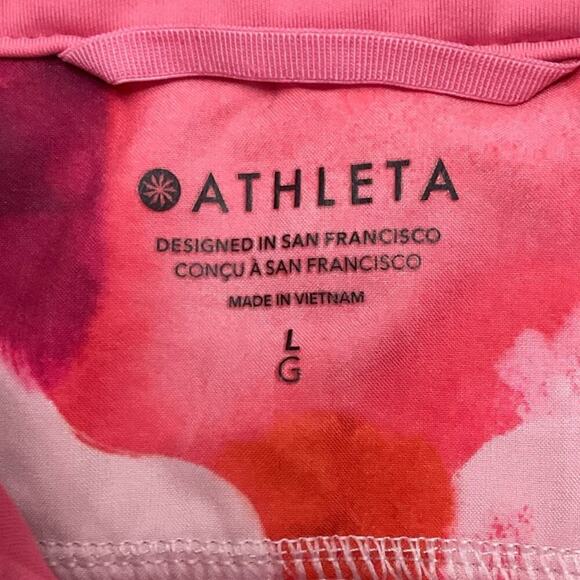 ATHLETA
DESIGNED IN SAN FRANCISCO
CONÇU À SAN FRANCISCO
MADE IN VIETNAM
L
G